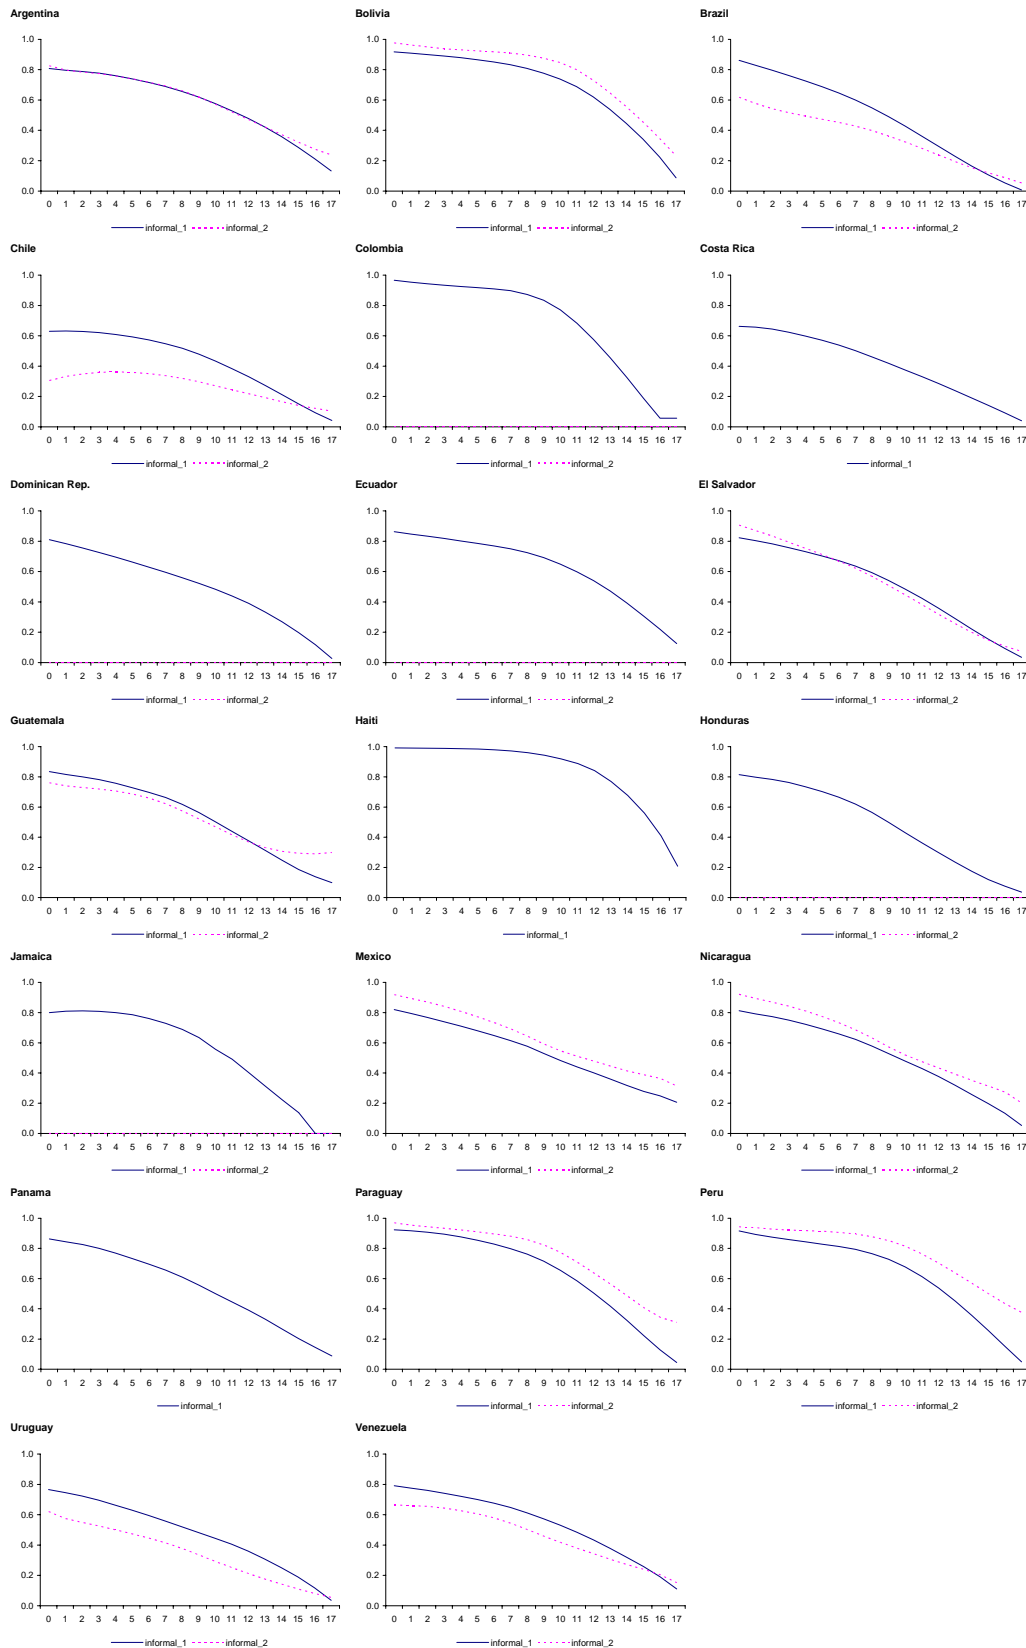 Argentina Bolivia Brazil
1.0 1.0 1.0
0.8 0.8 0.8
0.6 0.6 0.6
0.4 0.4 0.4
0.2 0.2 0.2
0.0 0.0 0.0
0 1 2 3 4 5 6 7 8 9 10 11 12 13 14 15 16 17 0 1 2 3 4 5 6 7 8 9 10 11 12 13 14 15 16 17 0 1 2 3 4 5 6 7 8 9 10 11 12 13 14 15 16 17
informal_1 informal_2 informal_1 informal_2 informal_1 informal_2
Chile Colombia Costa Rica
1.0 1.0 1.0
0.8 0.8 0.8
0.6 0.6 0.6
0.4 0.4 0.4
0.2 0.2 0.2
0.0 0.0 0.0
0 1 2 3 4 5 6 7 8 9 10 11 12 13 14 15 16 17 0 1 2 3 4 5 6 7 8 9 10 11 12 13 14 15 16 17 0 1 2 3 4 5 6 7 8 9 10 11 12 13 14 15 16 17
informal_1 informal_2 informal_1 informal_2 informal_1
Dominican Rep. Ecuador El Salvador
1.0 1.0 1.0
0.8 0.8 0.8
0.6 0.6 0.6
0.4 0.4 0.4
0.2 0.2 0.2
0.0 0.0 0.0
0 1 2 3 4 5 6 7 8 9 10 11 12 13 14 15 16 17 0 1 2 3 4 5 6 7 8 9 10 11 12 13 14 15 16 17 0 1 2 3 4 5 6 7 8 9 10 11 12 13 14 15 16 17
informal_1 informal_2 informal_1 informal_2 informal_1 informal_2
Guatemala Haiti Honduras
1.0 1.0 1.0
0.8 0.8 0.8
0.6 0.6 0.6
0.4 0.4 0.4
0.2 0.2 0.2
0.0 0.0 0.0
0 1 2 3 4 5 6 7 8 9 10 11 12 13 14 15 16 17 0 1 2 3 4 5 6 7 8 9 10 11 12 13 14 15 16 17 0 1 2 3 4 5 6 7 8 9 10 11 12 13 14 15 16 17
informal_1 informal_2 informal_1 informal_1 informal_2
Jamaica Mexico Nicaragua
1.0 1.0 1.0
0.8 0.8 0.8
0.6 0.6 0.6
0.4 0.4 0.4
0.2 0.2 0.2
0.0 0.0 0.0
0 1 2 3 4 5 6 7 8 9 10 11 12 13 14 15 16 17 0 1 2 3 4 5 6 7 8 9 10 11 12 13 14 15 16 17 0 1 2 3 4 5 6 7 8 9 10 11 12 13 14 15 16 17
informal_1 informal_2 informal_1 informal_2 informal_1 informal_2
Panama Paraguay Peru
1.0 1.0 1.0
0.8 0.8 0.8
0.6 0.6 0.6
0.4 0.4 0.4
0.2 0.2 0.2
0.0 0.0 0.0
0 1 2 3 4 5 6 7 8 9 10 11 12 13 14 15 16 17 0 1 2 3 4 5 6 7 8 9 10 11 12 13 14 15 16 17 0 1 2 3 4 5 6 7 8 9 10 11 12 13 14 15 16 17
informal_1 informal_1 informal_2 informal_1 informal_2
Uruguay Venezuela
1.0 1.0
0.8 0.8
0.6 0.6
0.4 0.4
0.2 0.2
0.0 0.0
0 1 2 3 4 5 6 7 8 9 10 11 12 13 14 15 16 17 0 1 2 3 4 5 6 7 8 9 10 11 12 13 14 15 16 17
informal_1 informal_2 informal_1 informal_2